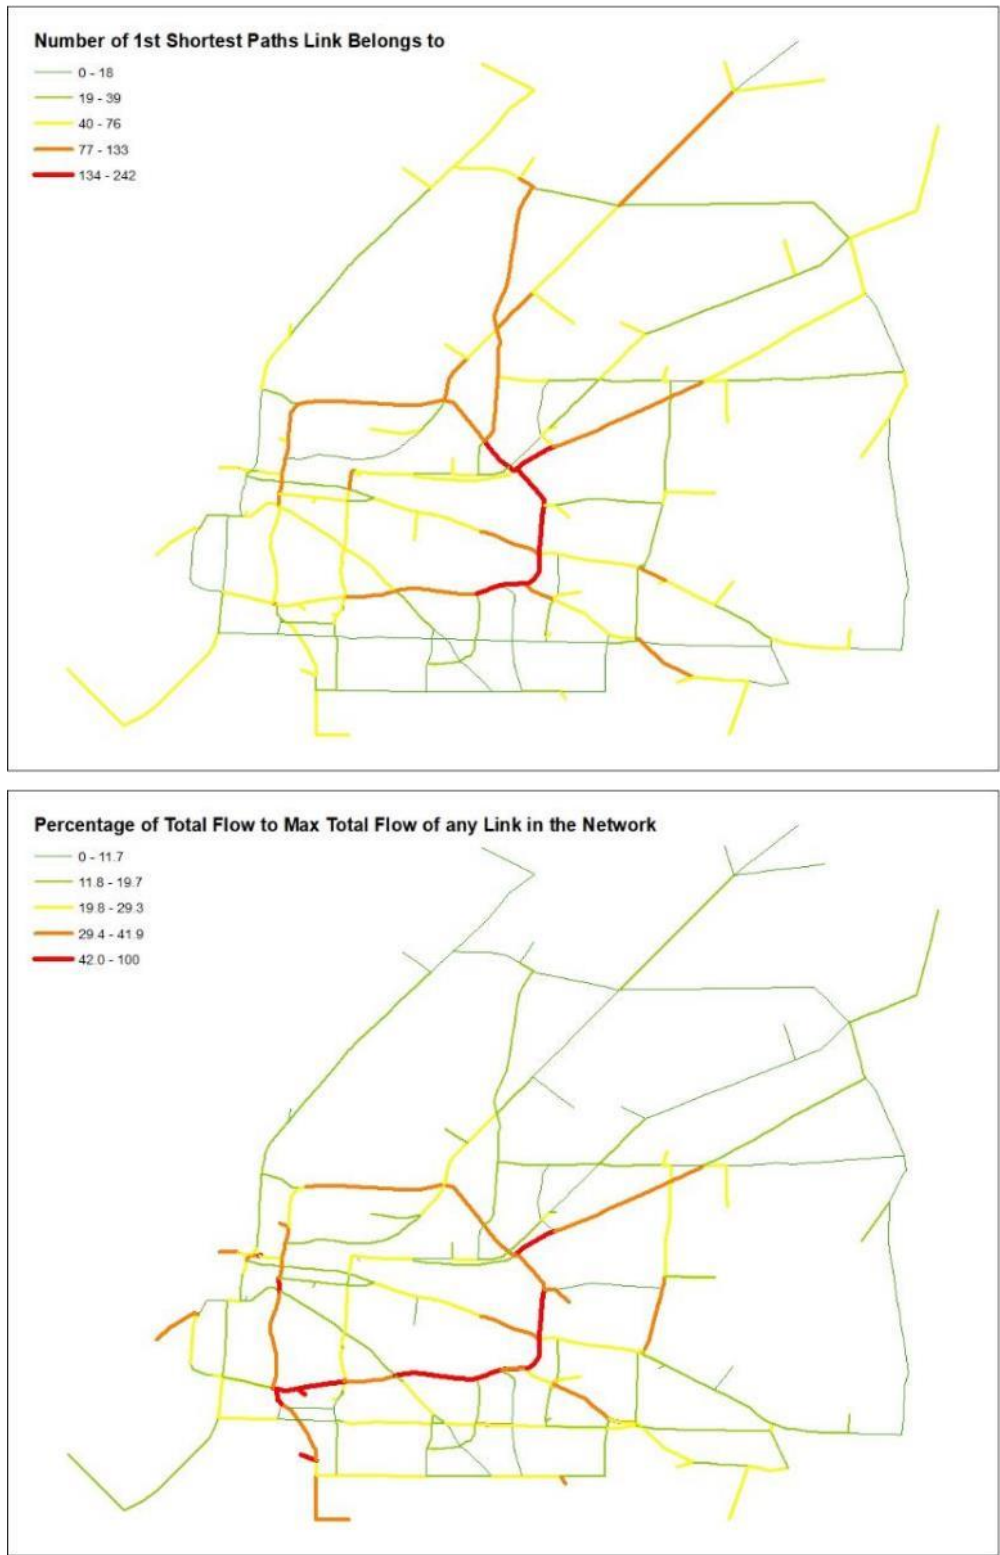 Number of 1st Shortest Paths Link Belongs to
0 - 18
19 - 39
40 - 76
77 - 133
134 - 242
Percentage of Total Flow to Max Total Flow of any Link in the Network
0 - 11.7
11.8 - 19.7
19.8 - 29.3
29.4 - 41.9
42.0 - 100